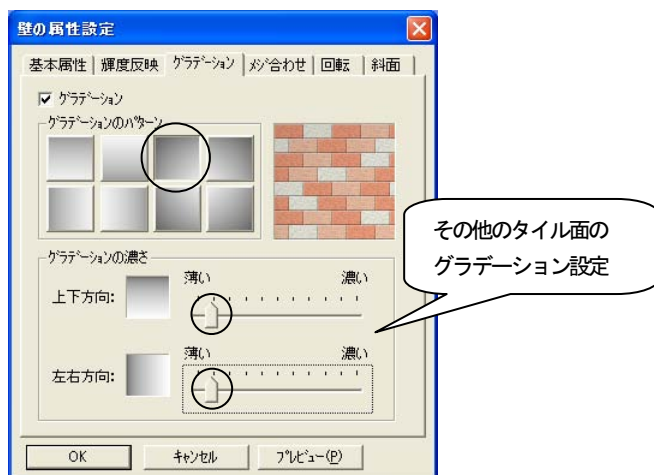 壁の属性設定
基本属性 輝度反映 グラデーション メジ合わせ 回転 斜面
グラデーション
グラデーションのパターン
グラデーションの濃さ
薄い 濃い
上下方向:
薄い 濃い
左右方向:
その他のタイル面の
グラデーション設定
OK キャンセル プレビュー(P)